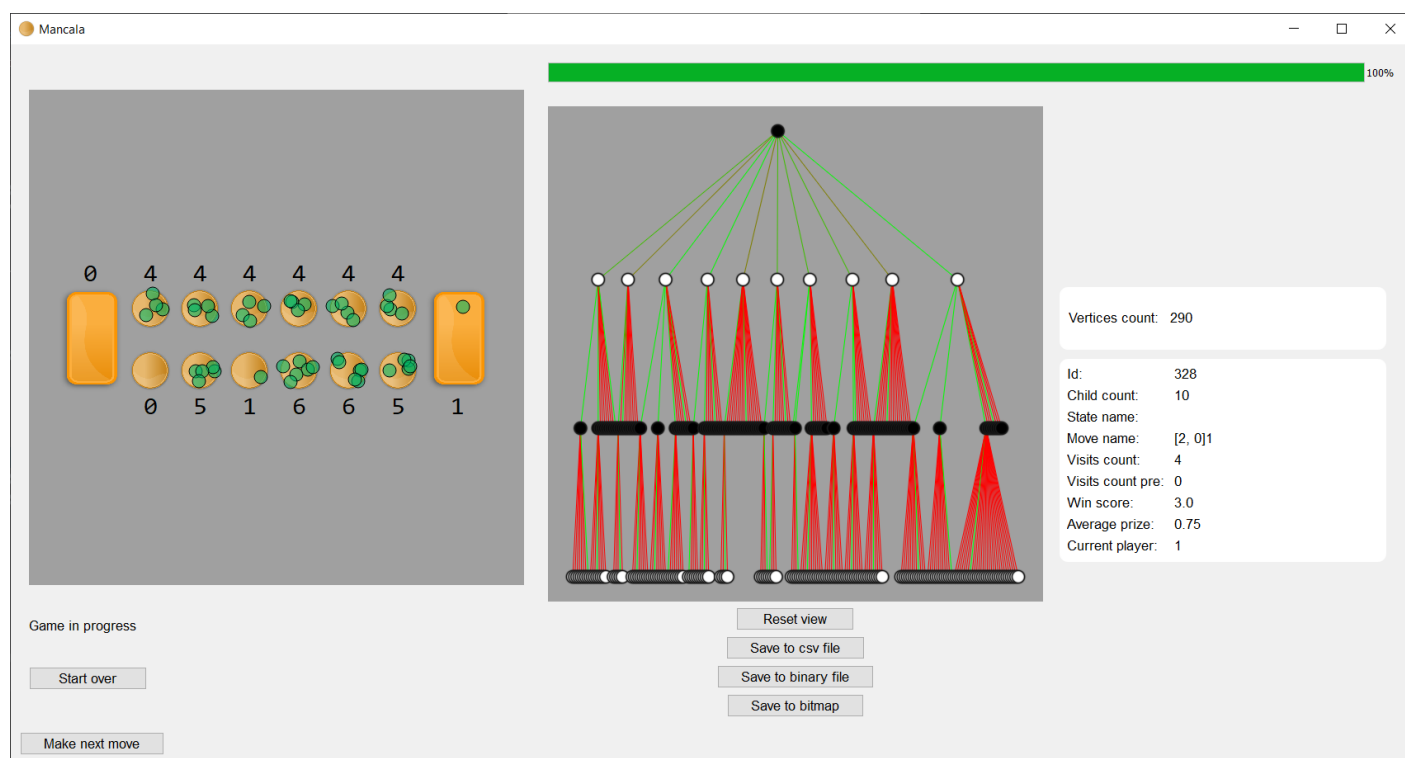 Mancala
100%
0 4 4 4 4 4 4
0 5 1 6 6 5 1
Vertices count: 290
Id: 328
Child count: 10
State name:
Move name: [2, 0]1
Visits count: 4
Visits count pre: 0
Win score: 3.0
Average prize: 0.75
Current player: 1
Game in progress
Start over
Make next move
Reset view
Save to csv file
Save to binary file
Save to bitmap